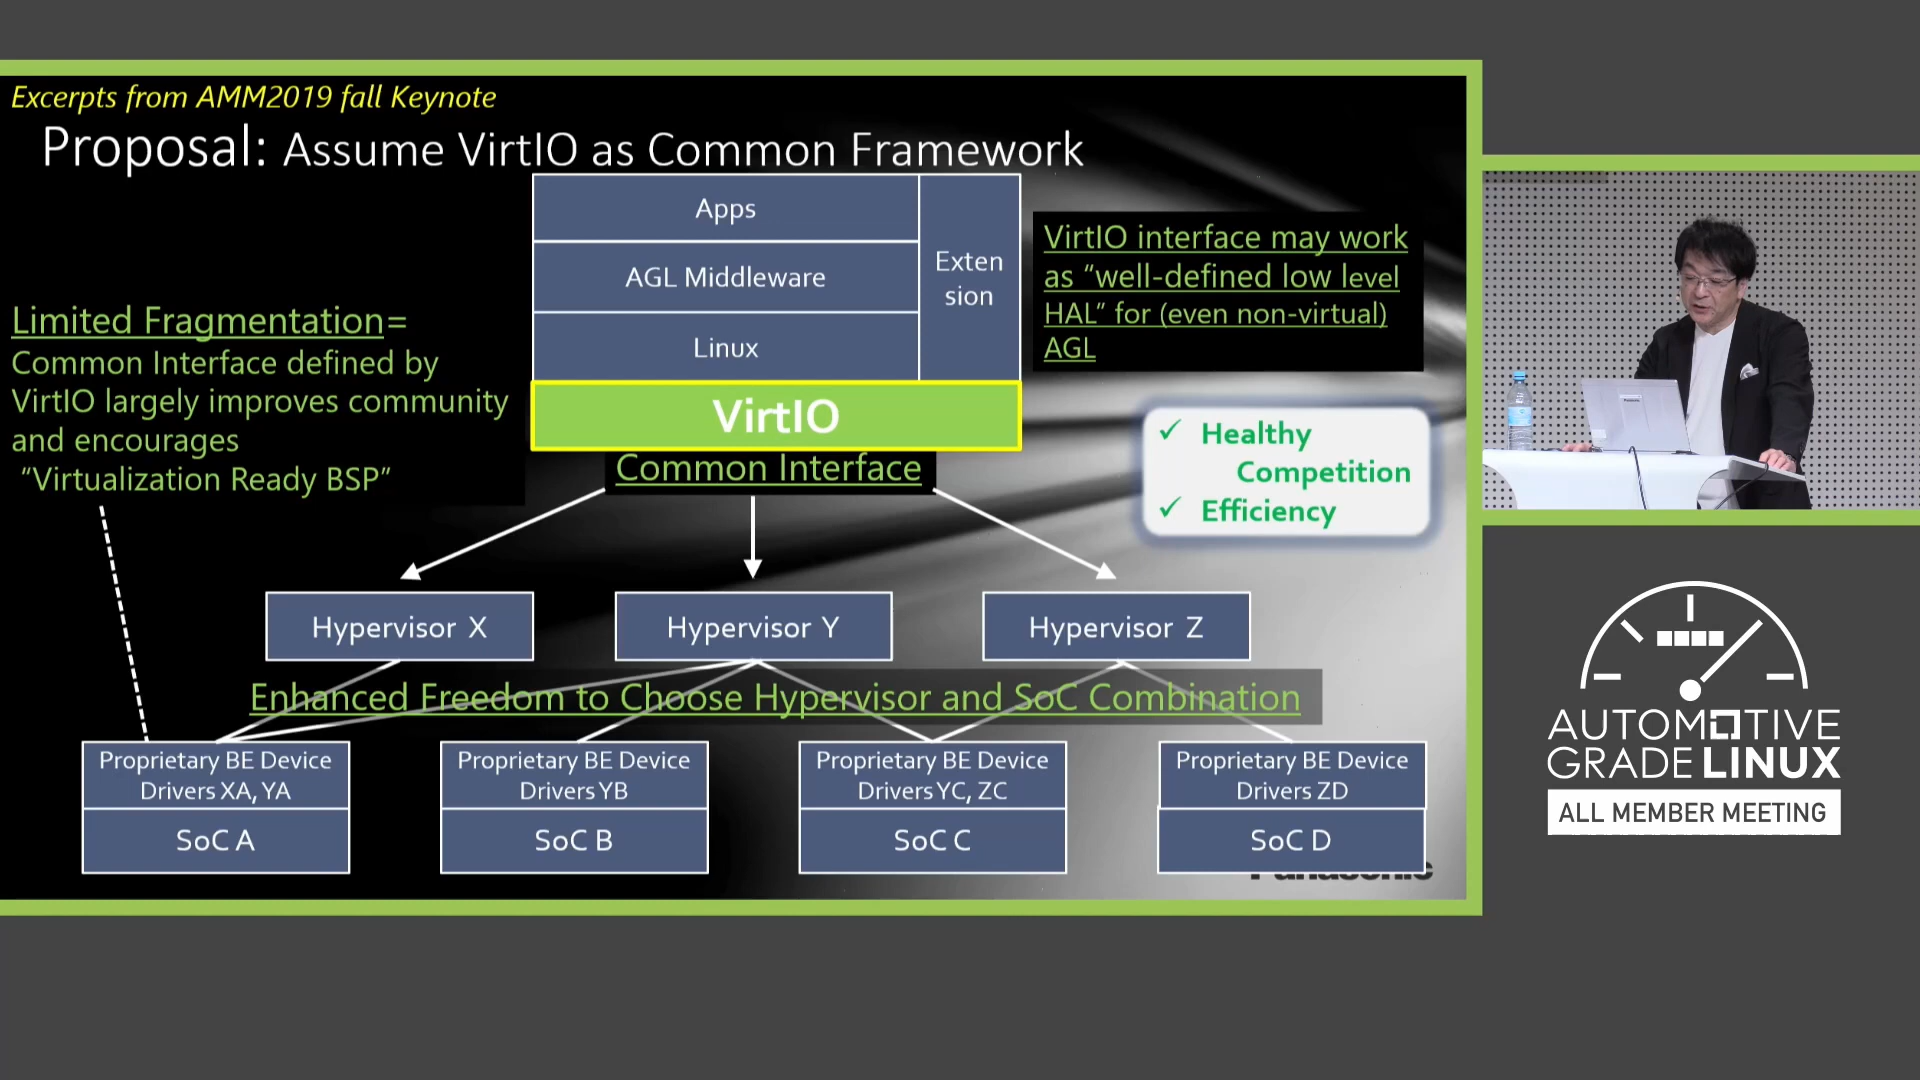 Excerpts from AMM2019 fall Keynote
Proposal: Assume VirtIO as Common Framework
Apps
AGL Middleware
Linux
Exten
sion
VirtIO
Common Interface
VirtIO interface may work
as “well-defined low level
HAL” for (even non-virtual)
AGL
Limited Fragmentation=
Common Interface defined by
VirtIO largely improves community
and encourages
“Virtualization Ready BSP”
✓ Healthy
Competition
✓ Efficiency
Hypervisor X
Hypervisor Y
Hypervisor Z
Enhanced Freedom to Choose Hypervisor and SoC Combination
Proprietary BE Device
Drivers XA, YA
SoC A
Proprietary BE Device
Drivers YB
SoC B
Proprietary BE Device
Drivers YC, ZC
SoC C
Proprietary BE Device
Drivers ZD
SoC D
Panasonic
AUTOMOTIVE
GRADE LINUX
ALL MEMBER MEETING